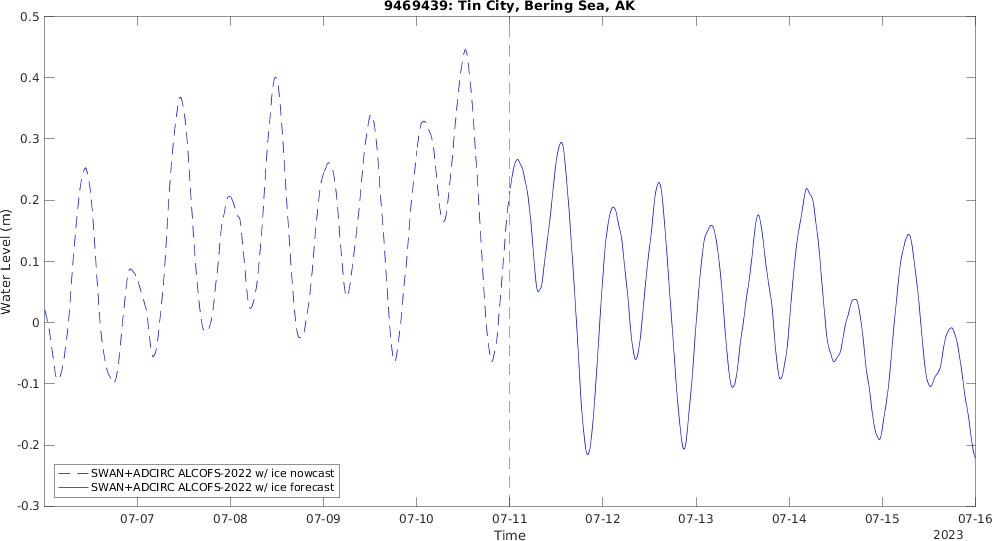 9469439: Tin City, Bering Sea, AK
0.5
0.4
0.3
0.2
0.1
0
-0.1
-0.2
-0.3
Water Level (m)
SWAN+ADCIRC ALCOFS-2022 w/ ice nowcast
SWAN+ADCIRC ALCOFS-2022 w/ ice forecast
07-07 07-08 07-09 07-10 07-11 07-12 07-13 07-14 07-15 07-16
Time
2023